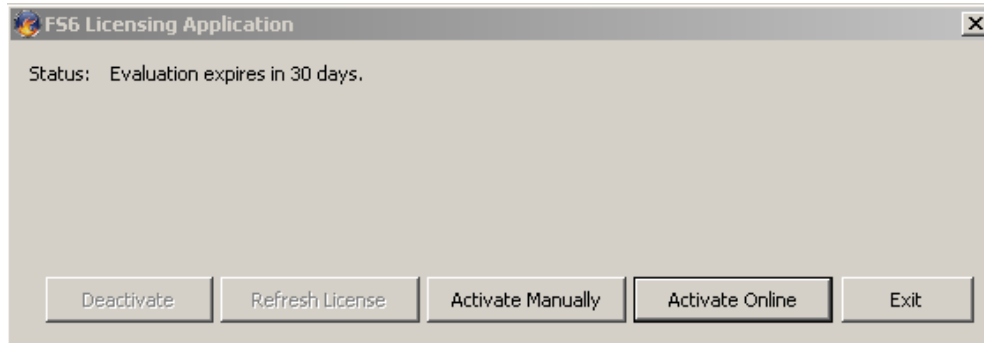 FS6 Licensing Application
Status: Evaluation expires in 30 days.
Deactivate Refresh License Activate Manually Activate Online Exit